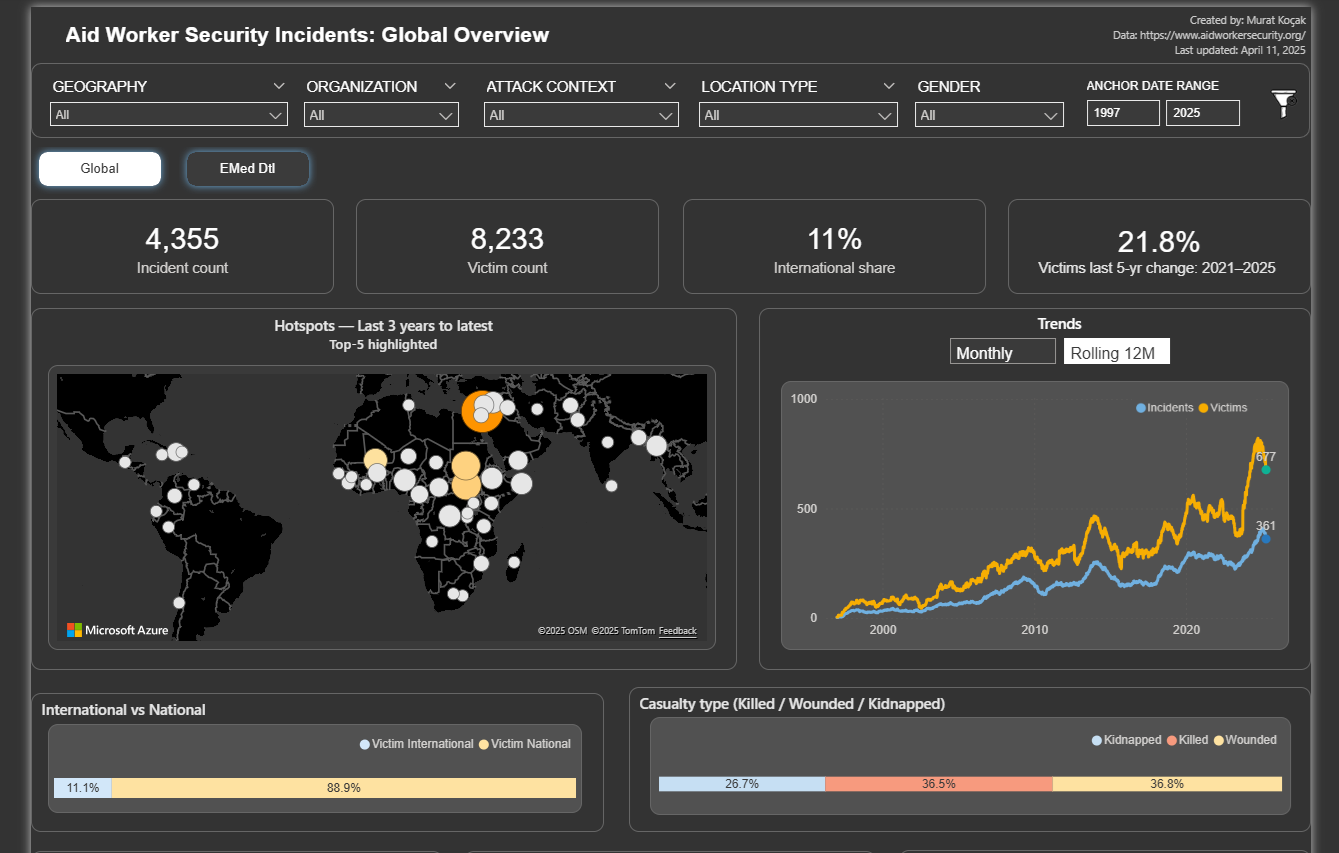 Aid Worker Security Incidents: Global Overview
Created by: Murat Koçak
Data: https://www.aidworkersecurity.org/
Last updated: April 11, 2025
GEOGRAPHY
All
ORGANIZATION
All
ATTACK CONTEXT
All
LOCATION TYPE
All
GENDER
All
ANCHOR DATE RANGE
1997 2025
Global
EMed Dtl
4,355
Incident count
8,233
Victim count
11%
International share
21.8%
Victims last 5-yr change: 2021–2025
Hotspots — Last 3 years to latest
Top-5 highlighted
Microsoft Azure
©2025 OSM ©2025 TomTom Feedback
Trends
Monthly
Rolling 12M
Incidents Victims
1000
500
0
677
361
2000 2010 2020
International vs National
Victim International Victim National
11.1% 88.9%
Casualty type (Killed / Wounded / Kidnapped)
Kidnapped Killed Wounded
26.7% 36.5% 36.8%